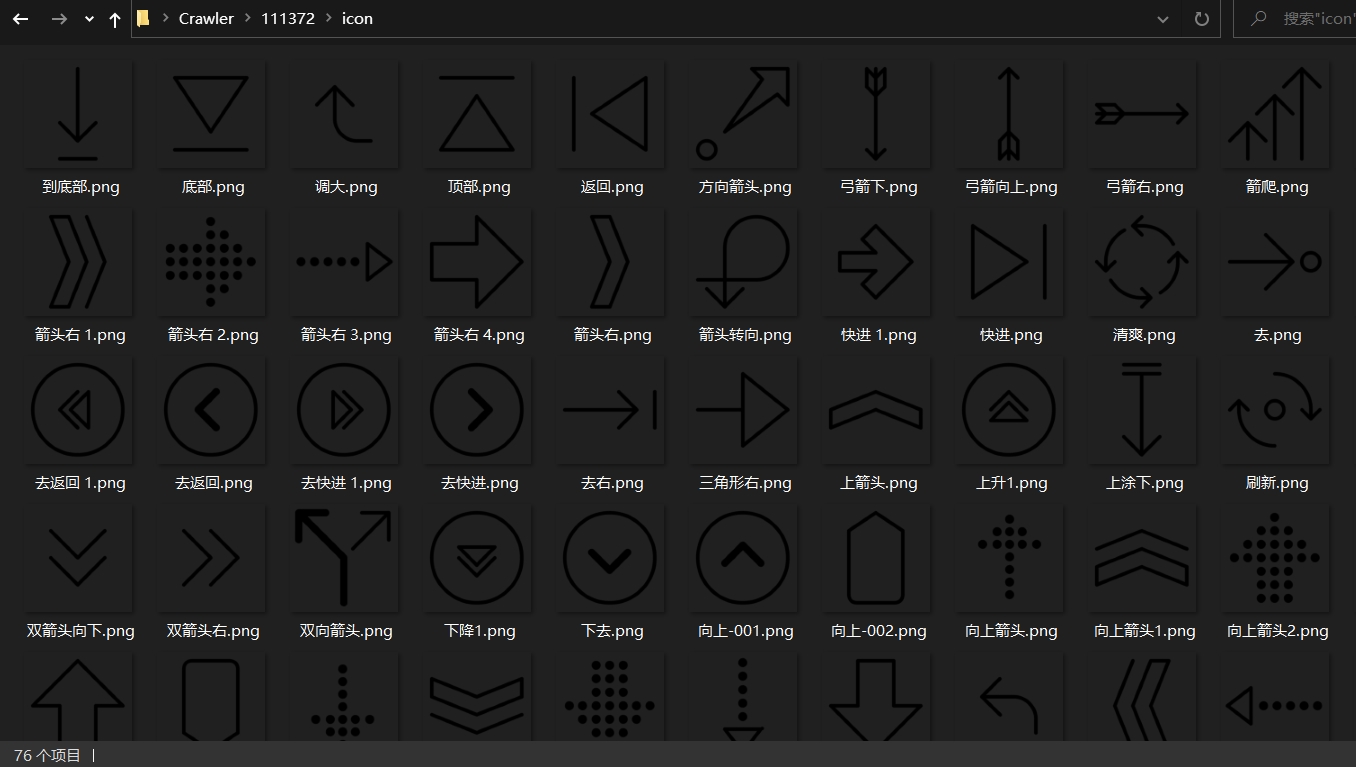 Crawler 111372 icon
搜索"icon"
到底部.png 底部.png 调大.png 顶部.png 返回.png 方向箭头.png 弓箭下.png 弓箭向上.png 弓箭右.png 箭爬.png
箭头右 1.png 箭头右 2.png 箭头右 3.png 箭头右 4.png 箭头右.png 箭头转向.png 快进 1.png 快进.png 清爽.png 去.png
去返回 1.png 去返回.png 去快进 1.png 去快进.png 去右.png 三角形右.png 上箭头.png 上升1.png 上涂下.png 刷新.png
双箭头向下.png 双箭头右.png 双向箭头.png 下降1.png 下去.png 向上-001.png 向上-002.png 向上箭头.png 向上箭头1.png 向上箭头2.png
76 个项目